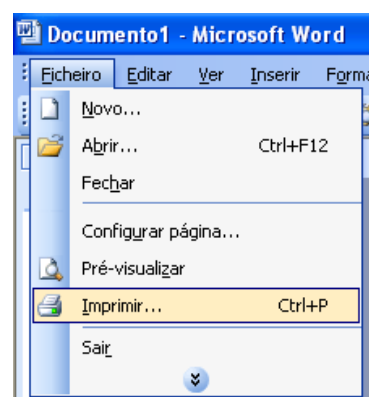 Documento1 - Microsoft Word
Ficheiro Editar Ver Inserir Forma
Novo...
Abrir... Ctrl+F12
Fechar
Configurar página...
Pré-visualizar
Imprimir... Ctrl+P
Sair